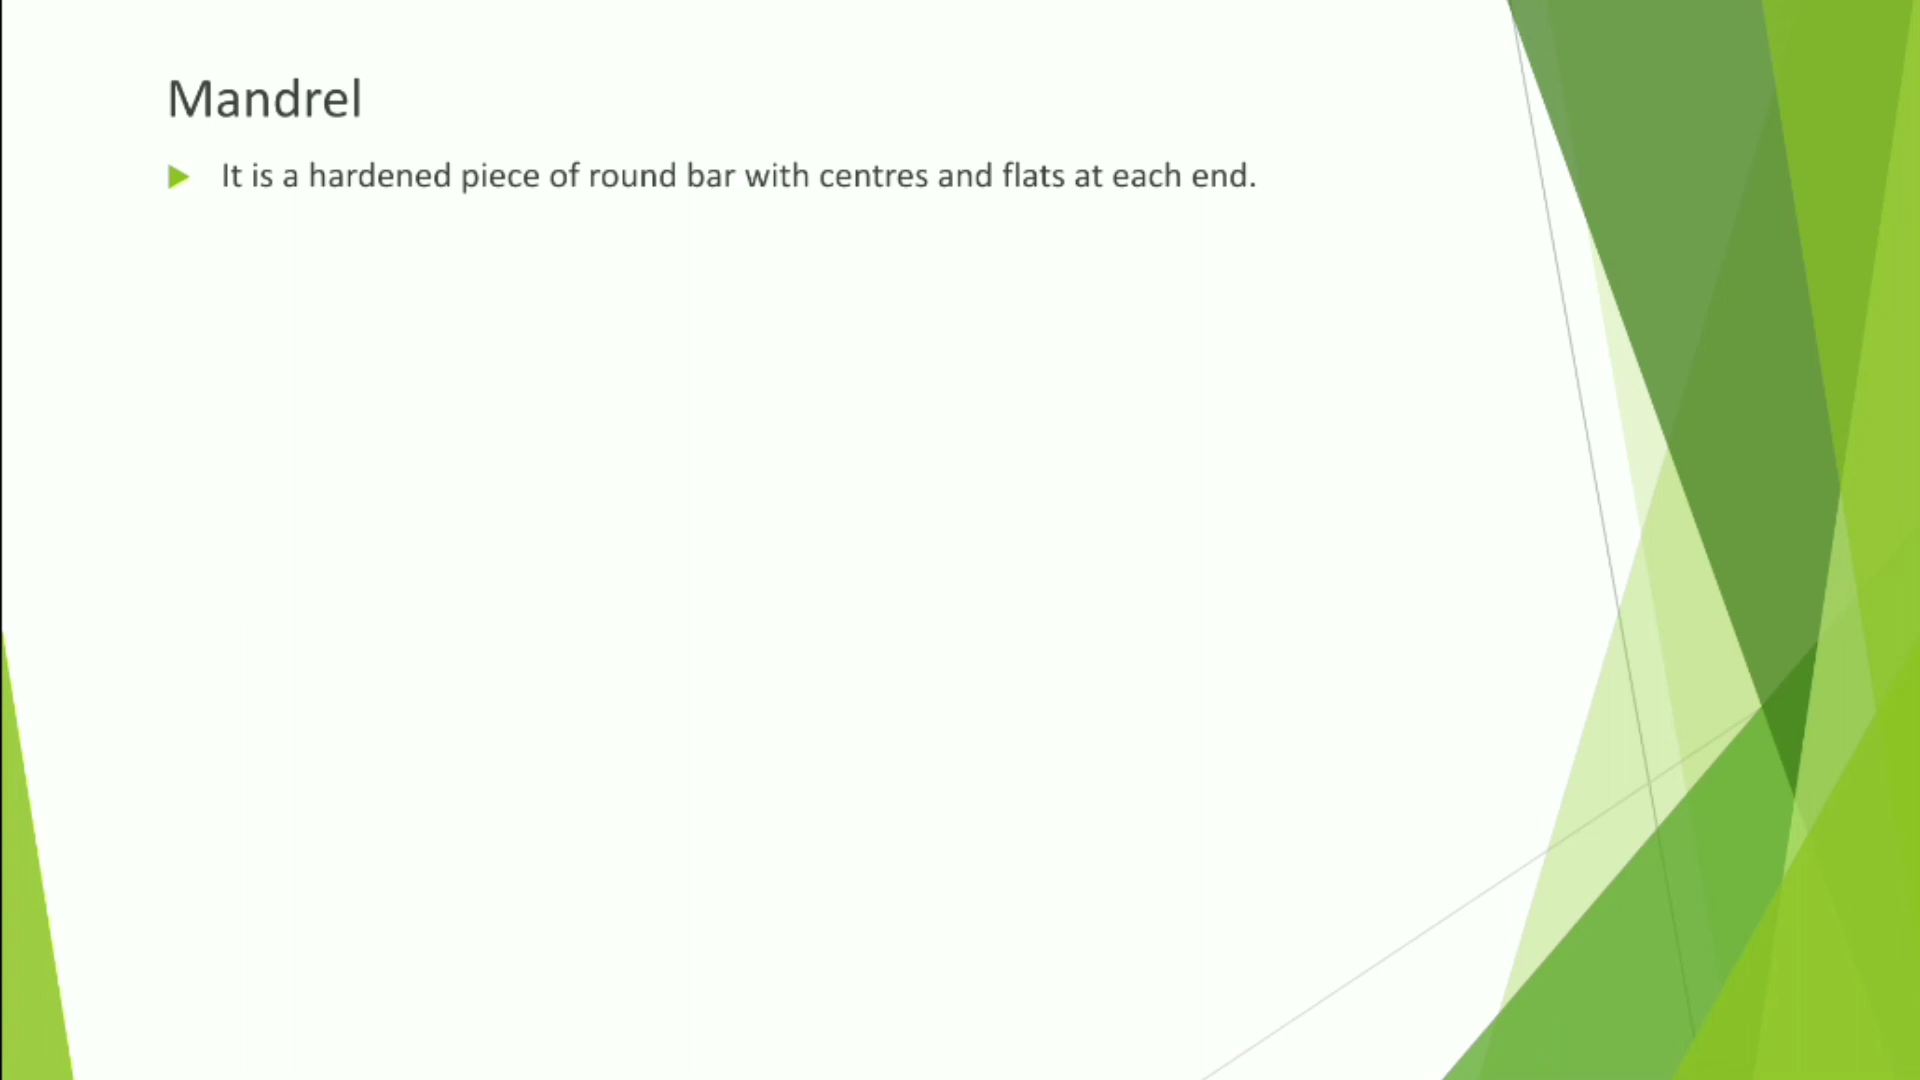 Mandrel
It is a hardened piece of round bar with centres and flats at each end.